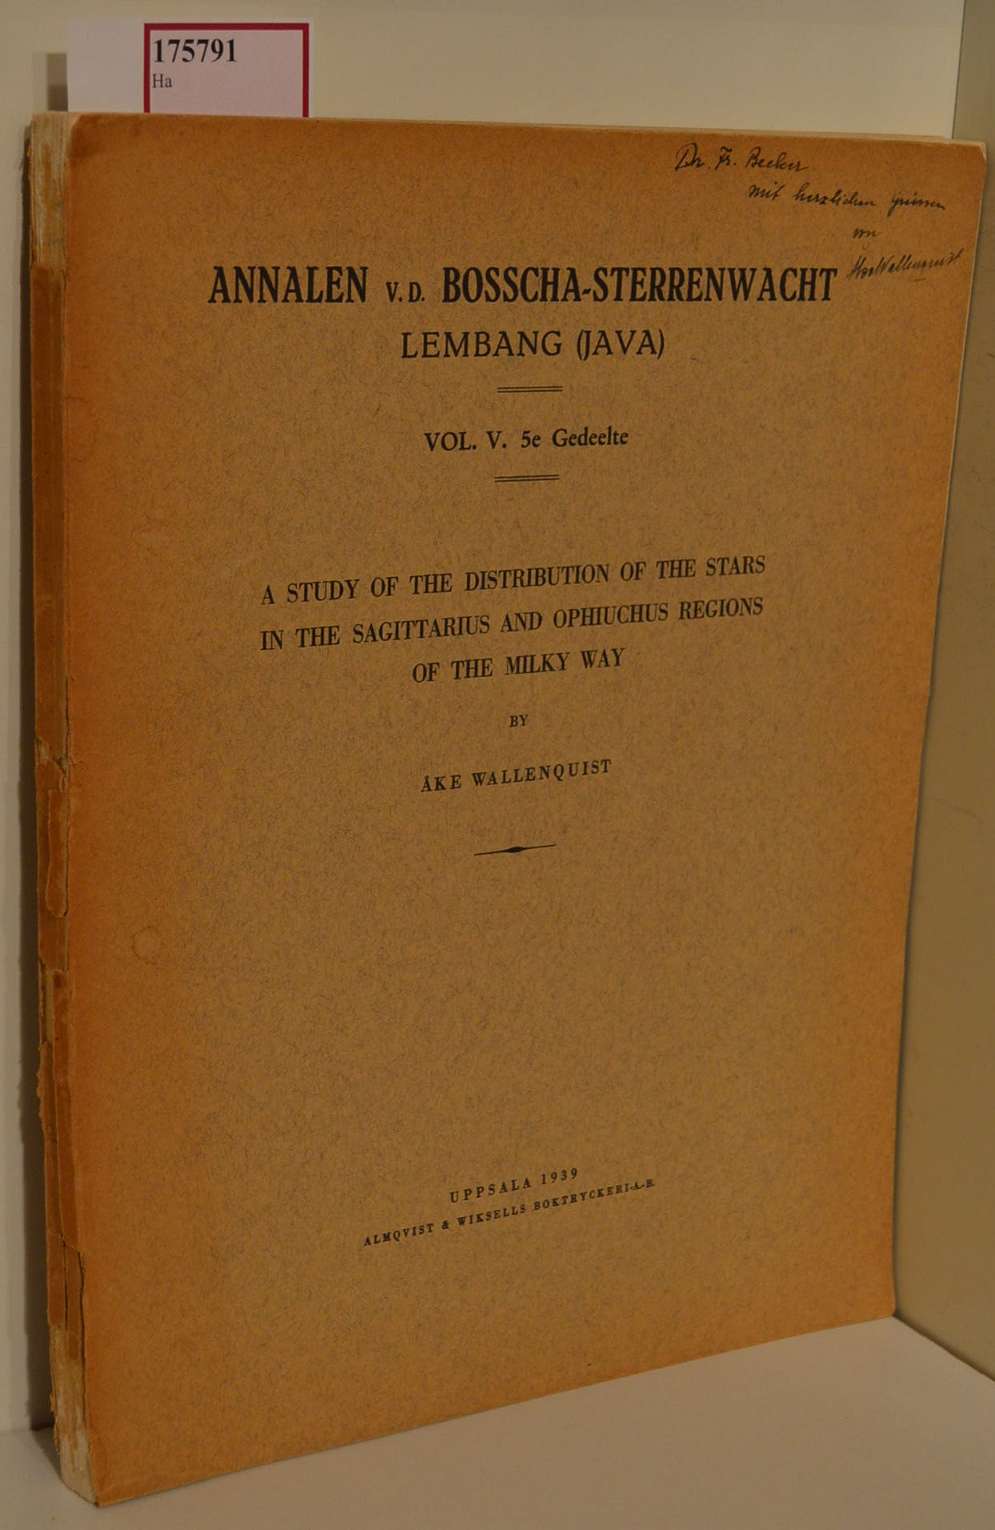 175791
Ha
Dr. Fr. Becker
mit herzlichen Grüssen
von
Åke Wallenquist
ANNALEN V.D. BOSSCHA-STERRENWACHT
LEMBANG (JAVA)
VOL. V. 5e Gedeelte
A STUDY OF THE DISTRIBUTION OF THE STARS
IN THE SAGITTARIUS AND OPHIUCHUS REGIONS
OF THE MILKY WAY
BY
ÅKE WALLENQUIST
UPPSALA 1939
ALMQVIST & WIKSELLS BOKTRYCKERI-A.-B.